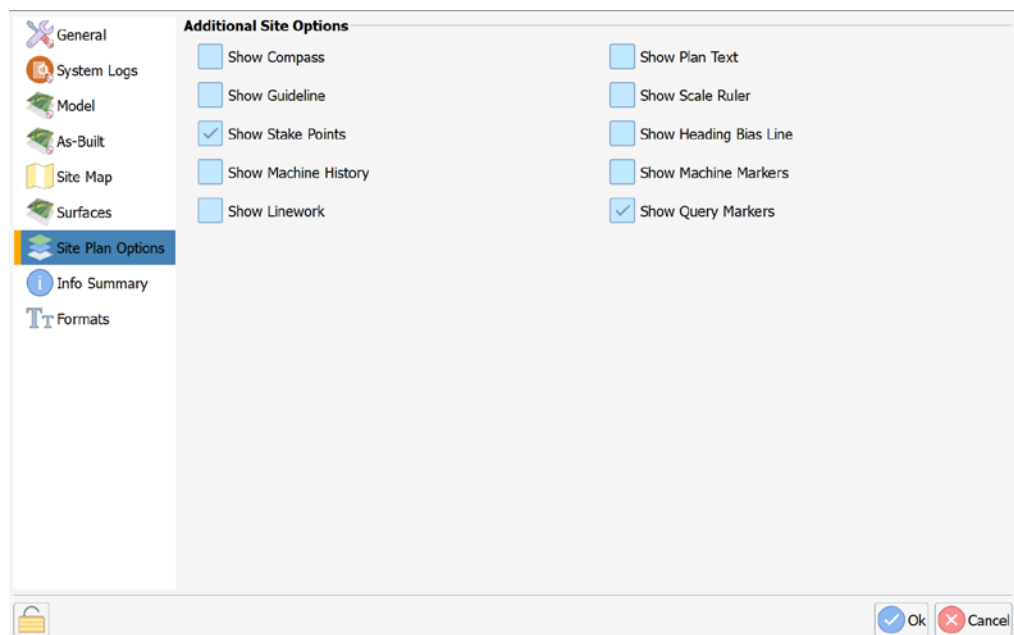 General
System Logs
Model
As-Built
Site Map
Surfaces
Site Plan Options
Info Summary
Formats
Additional Site Options
Show Compass
Show Guideline
Show Stake Points
Show Machine History
Show Linework
Show Plan Text
Show Scale Ruler
Show Heading Bias Line
Show Machine Markers
Show Query Markers
Ok
Cancel